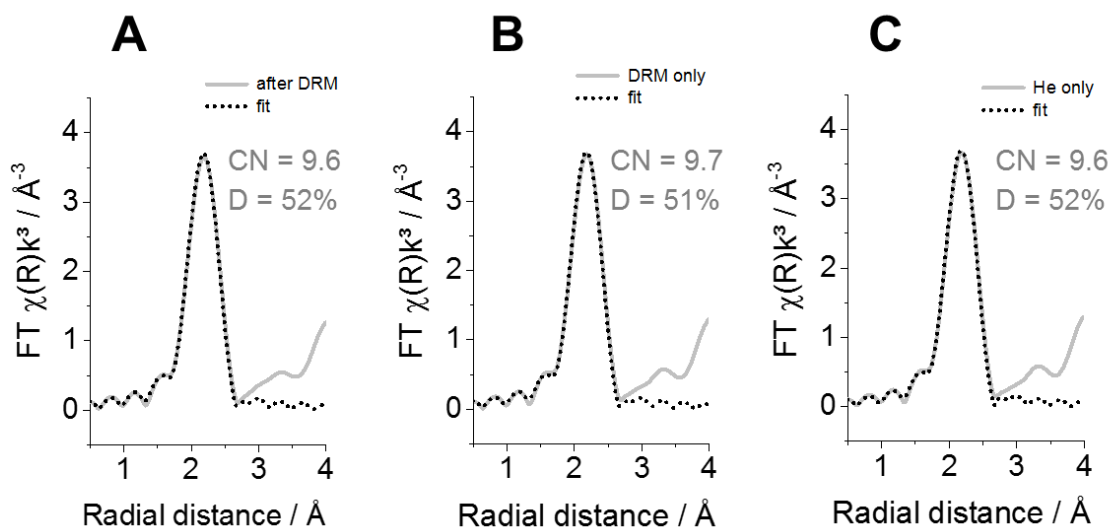 A
after DRM
fit
CN = 9.6
D = 52%
4
3
2
1
0
FT χ(R)k³ / Å⁻³
1 2 3 4
Radial distance / Å
B
DRM only
fit
CN = 9.7
D = 51%
4
3
2
1
0
FT χ(R)k³ / Å⁻³
1 2 3 4
Radial distance / Å
C
He only
fit
CN = 9.6
D = 52%
4
3
2
1
0
FT χ(R)k³ / Å⁻³
1 2 3 4
Radial distance / Å